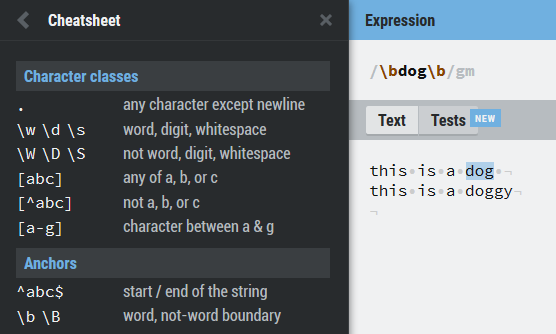 Cheatsheet
Character classes
. any character except newline
\w \d \s word, digit, whitespace
\W \D \S not word, digit, whitespace
[abc] any of a, b, or c
[^abc] not a, b, or c
[a-g] character between a & g
Anchors
^abc$ start / end of the string
\b \B word, not-word boundary
Expression
/\bdog\b/gm
Text Tests NEW
this•is•a•dog•¬
this•is•a•doggy¬
¬